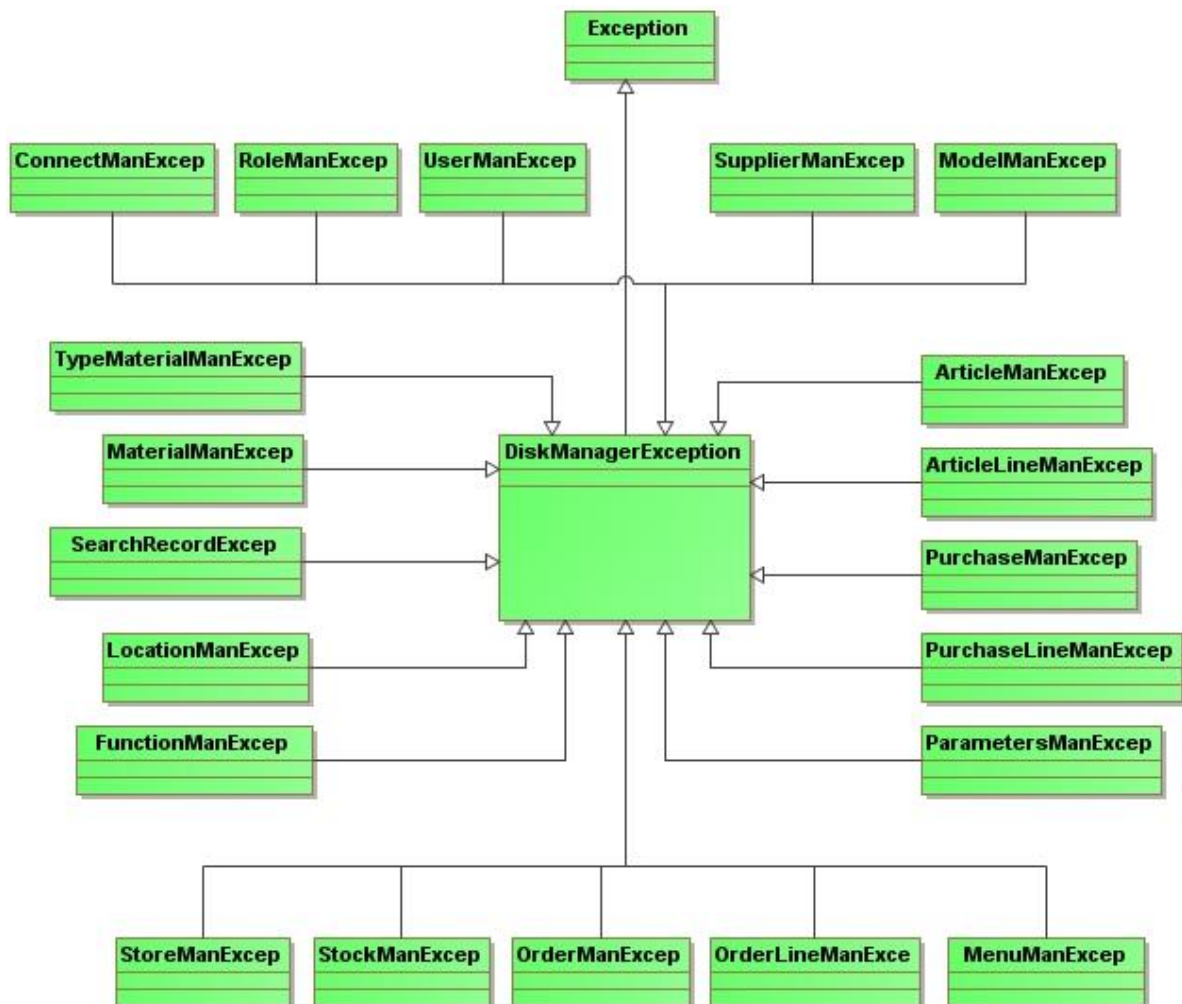 Exception
ConnectManExcep
RoleManExcep
UserManExcep
SupplierManExcep
ModelManExcep
TypeMaterialManExcep
ArticleManExcep
MaterialManExcep
DiskManagerException
ArticleLineManExcep
SearchRecordExcep
PurchaseManExcep
LocationManExcep
PurchaseLineManExcep
FunctionManExcep
ParametersManExcep
StoreManExcep
StockManExcep
OrderManExcep
OrderLineManExce
MenuManExcep